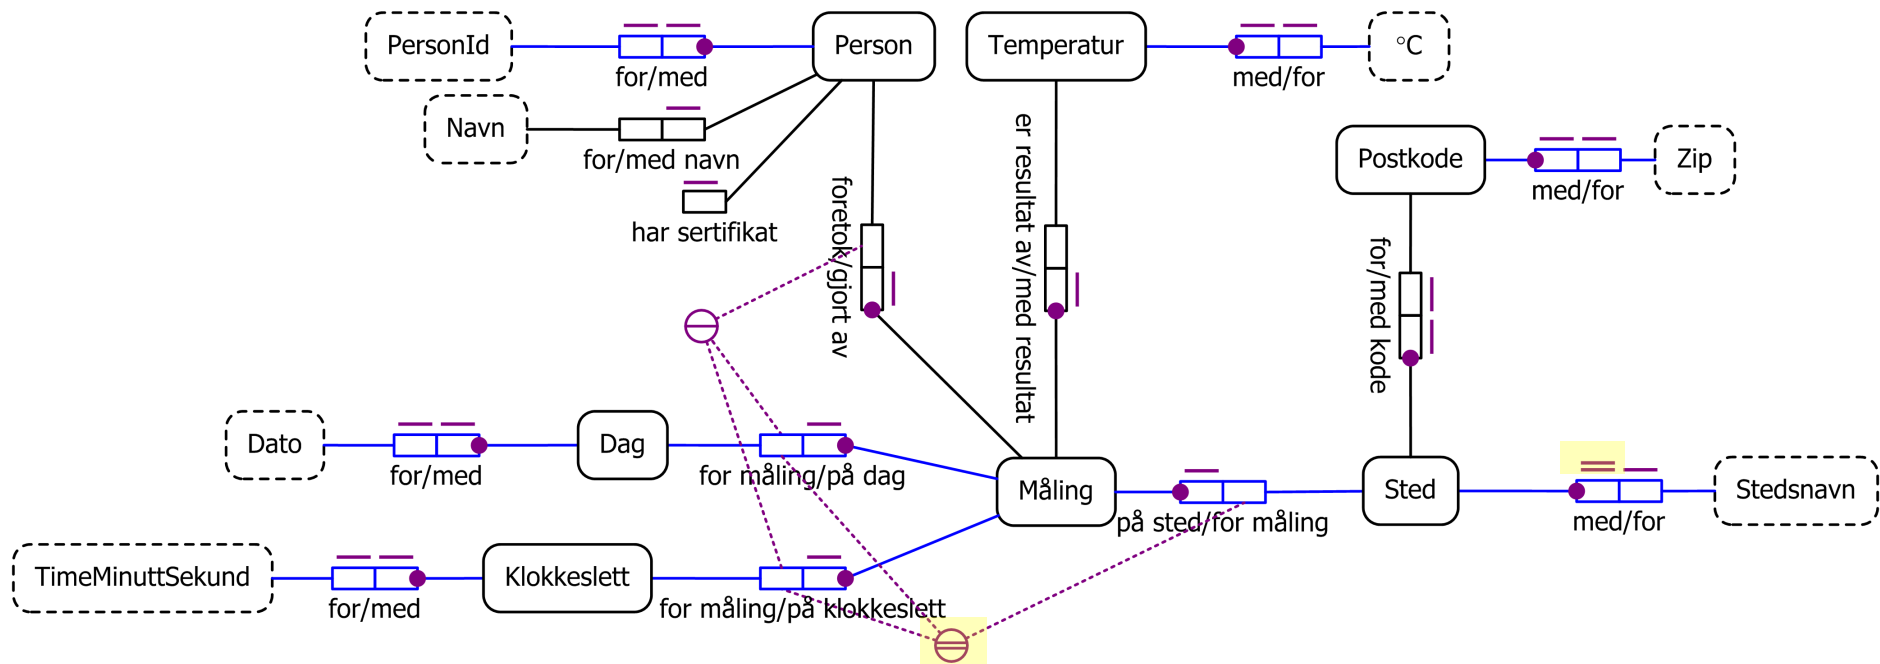 PersonId
for/med
Person
Temperatur
med/for
°C
Navn
for/med navn
har sertifikat
foretok/gjort av
er resultat av/med resultat
Postkode
med/for
Zip
for/med kode
Dato
for/med
Dag
for måling/på dag
Måling
på sted/for måling
Sted
med/for
Stedsnavn
TimeMinuttSekund
for/med
Klokkeslett
for måling/på klokkeslett